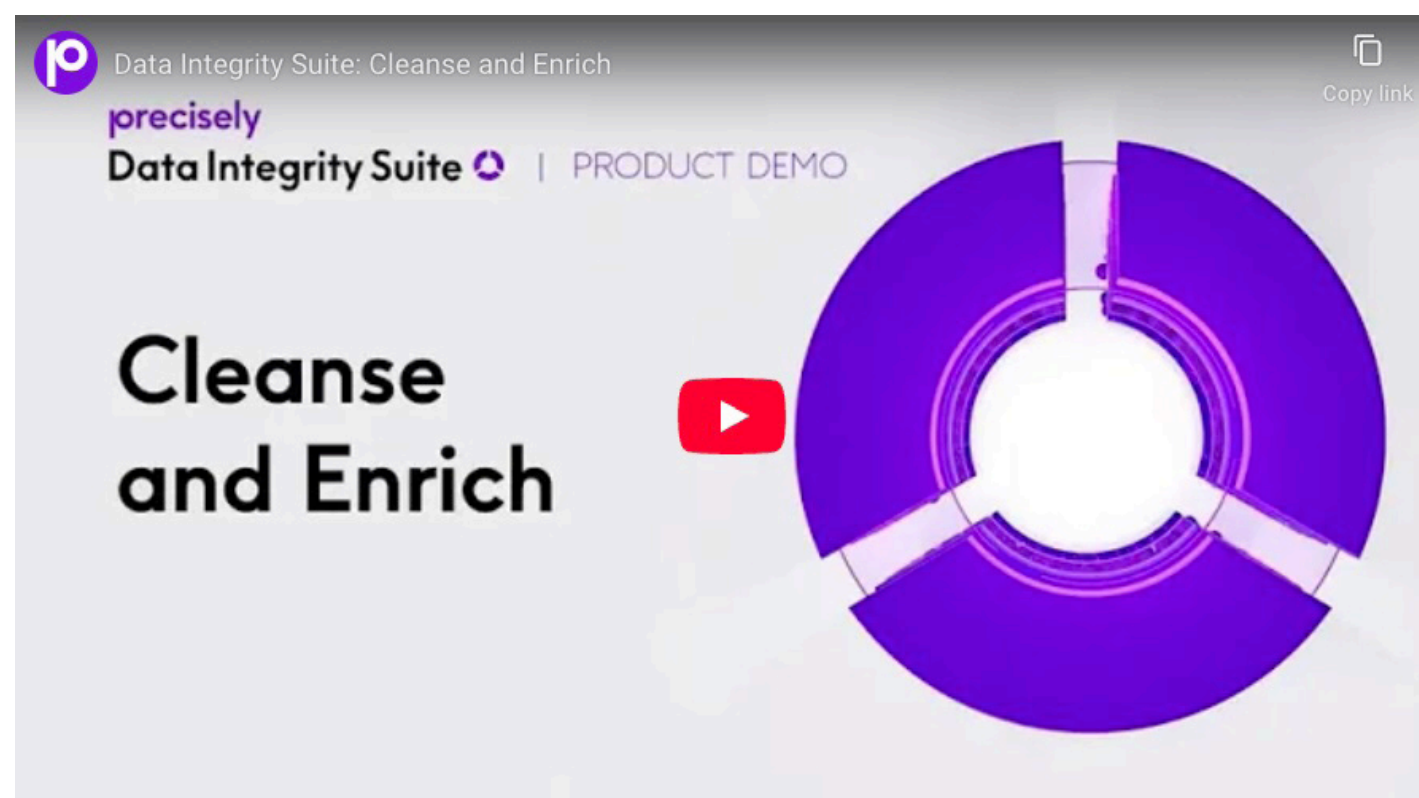 Data Integrity Suite: Cleanse and Enrich
Copy link
precisely
Data Integrity Suite | PRODUCT DEMO
Cleanse
and Enrich